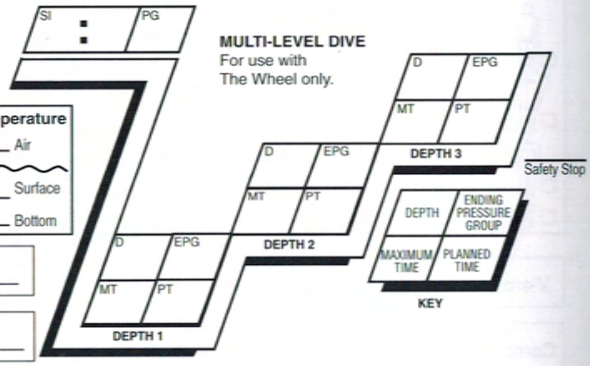 SI
:
PG
MULTI-LEVEL DIVE
For use with
The Wheel only.
perature
Air
Surface
Bottom
D
EPG
MT
PT
DEPTH 3
Safety Stop
D
EPG
MT
PT
DEPTH 2
D
EPG
MT
PT
DEPTH 1
DEPTH
ENDING
PRESSURE
GROUP
MAXIMUM
TIME
PLANNED
TIME
KEY